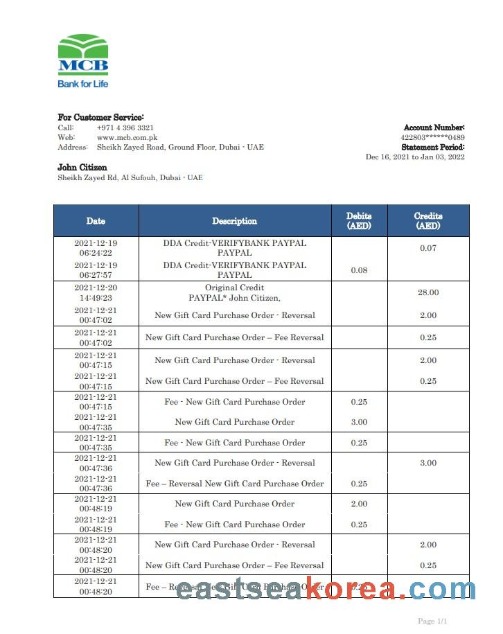 MCB
Bank for Life
For Customer Service:
Call: +971 4 396 3321
Web: www.mcb.com.pk
Address: Sheikh Zayed Road, Ground Floor, Dubai - UAE
Account Number:
422803******0489
Statement Period:
Dec 16, 2021 to Jan 03, 2022
John Citizen
Sheikh Zayed Rd, Al Sufouh, Dubai - UAE
Date Description Debits (AED) Credits (AED)
2021-12-19 06:24:22 DDA Credit-VERIFYBANK PAYPAL PAYPAL 0.07
2021-12-19 06:27:57 DDA Credit-VERIFYBANK PAYPAL PAYPAL 0.08
2021-12-20 14:49:23 Original Credit PAYPAL* John Citizen, 28.00
2021-12-21 00:47:02 New Gift Card Purchase Order - Reversal 2.00
2021-12-21 00:47:02 New Gift Card Purchase Order – Fee Reversal 0.25
2021-12-21 00:47:15 New Gift Card Purchase Order - Reversal 2.00
2021-12-21 00:47:15 New Gift Card Purchase Order – Fee Reversal 0.25
2021-12-21 00:47:15 Fee - New Gift Card Purchase Order 0.25
2021-12-21 00:47:35 New Gift Card Purchase Order 3.00
2021-12-21 00:47:35 Fee - New Gift Card Purchase Order 0.25
2021-12-21 00:47:36 New Gift Card Purchase Order - Reversal 3.00
2021-12-21 00:47:36 Fee – Reversal New Gift Card Purchase Order 0.25
2021-12-21 00:48:19 New Gift Card Purchase Order 2.00
2021-12-21 00:48:19 Fee - New Gift Card Purchase Order 0.25
2021-12-21 00:48:20 New Gift Card Purchase Order - Reversal 2.00
2021-12-21 00:48:20 New Gift Card Purchase Order – Fee Reversal 0.25
2021-12-21 00:48:20 Fee – Reversal New Gift Card Purchase Order
eastseakorea.com
Page 1/1